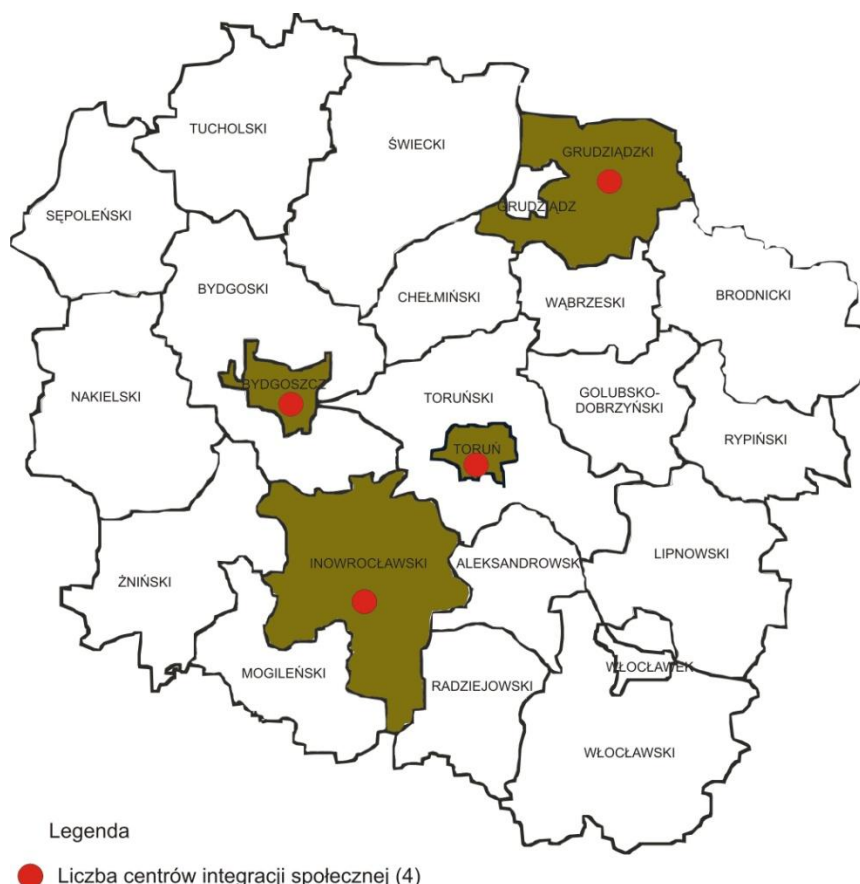 TUCHOLSKI
ŚWIECKI
GRUDZIĄDZKI
GRUDZIĄDZ
SĘPOLEŃSKI
BYDGOSKI
CHEŁMIŃSKI
WĄBRZESKI
BRODNICKI
BYDGOSZCZ
NAKIELSKI
TORUŃSKI
GOLUBSKO-
DOBRZYŃSKI
RYPIŃSKI
TORUŃ
INOWROCŁAWSKI
ALEKSANDROWSKI
LIPNOWSKI
ŻNIŃSKI
MOGILEŃSKI
RADZIEJOWSKI
WŁOCŁAWEK
WŁOCŁAWSKI
Legenda
Liczba centrów integracji społecznej (4)